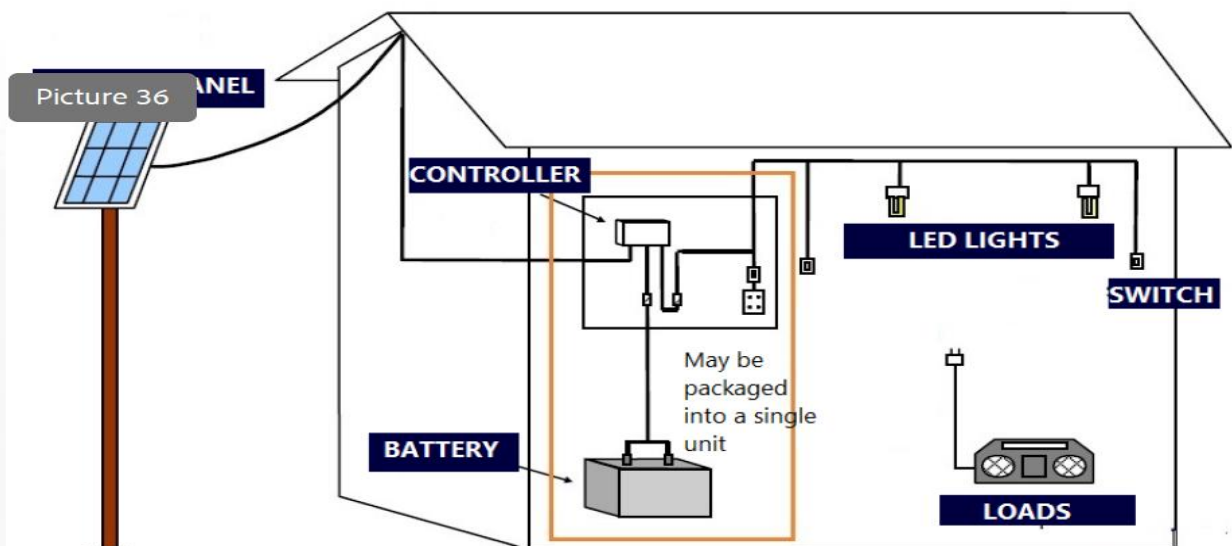 Picture 36
ANEL
CONTROLLER
LED LIGHTS
SWITCH
May be
packaged
into a single
unit
BATTERY
LOADS